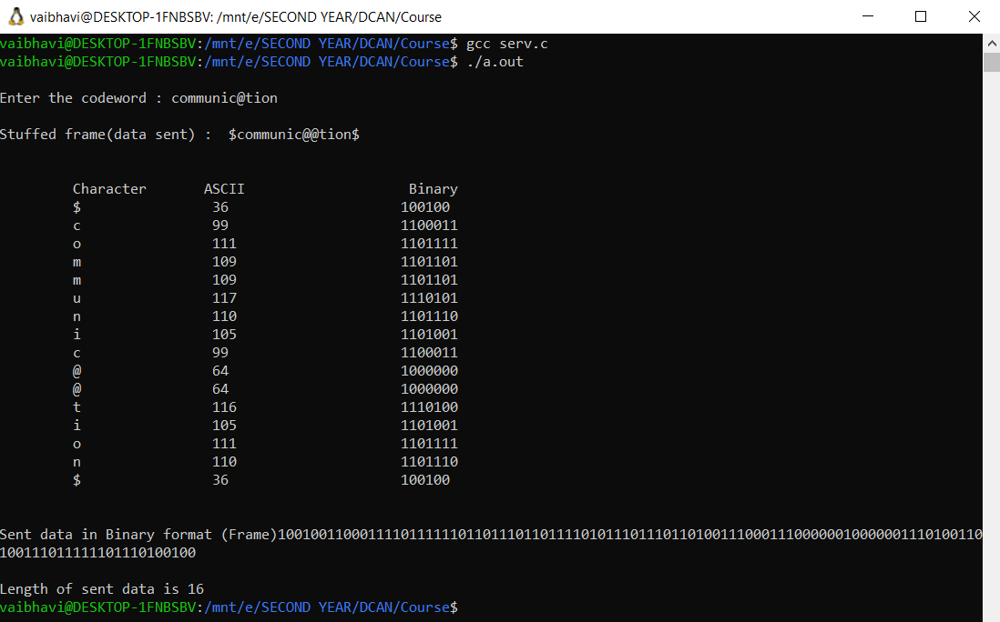 vaibhavi@DESKTOP-1FNBSBV: /mnt/e/SECOND YEAR/DCAN/Course
vaibhavi@DESKTOP-1FNBSBV:/mnt/e/SECOND YEAR/DCAN/Course$ gcc serv.c
vaibhavi@DESKTOP-1FNBSBV:/mnt/e/SECOND YEAR/DCAN/Course$ ./a.out
Enter the codeword : communic@tion
Stuffed frame(data sent) :  $communic@@tion$
Character ASCII Binary
$ 36 100100
c 99 1100011
o 111 1101111
m 109 1101101
m 109 1101101
u 117 1110101
n 110 1101110
i 105 1101001
c 99 1100011
@ 64 1000000
@ 64 1000000
t 116 1110100
i 105 1101001
o 111 1101111
n 110 1101110
$ 36 100100
Sent data in Binary format (Frame)10010011000111101111110110111011011110101110111011010011100011100000010000001110100110
100111011111101110100100
Length of sent data is 16
vaibhavi@DESKTOP-1FNBSBV:/mnt/e/SECOND YEAR/DCAN/Course$